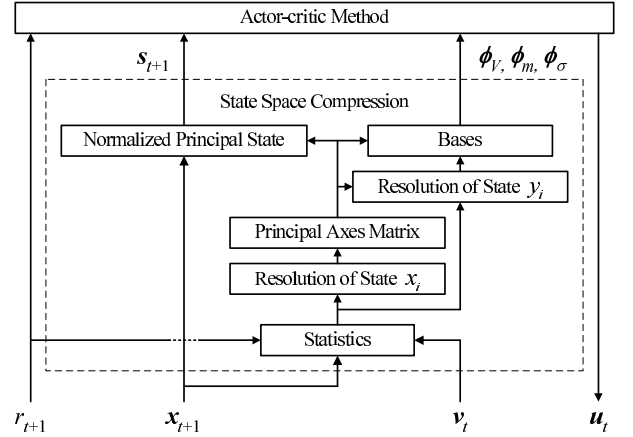 Actor-critic Method
s_{t+1}
ϕ_V, ϕ_m, ϕ_σ
State Space Compression
Normalized Principal State
Bases
Resolution of State y_i
Principal Axes Matrix
Resolution of State x_i
Statistics
r_{t+1}
x_{t+1}
v_t
u_t